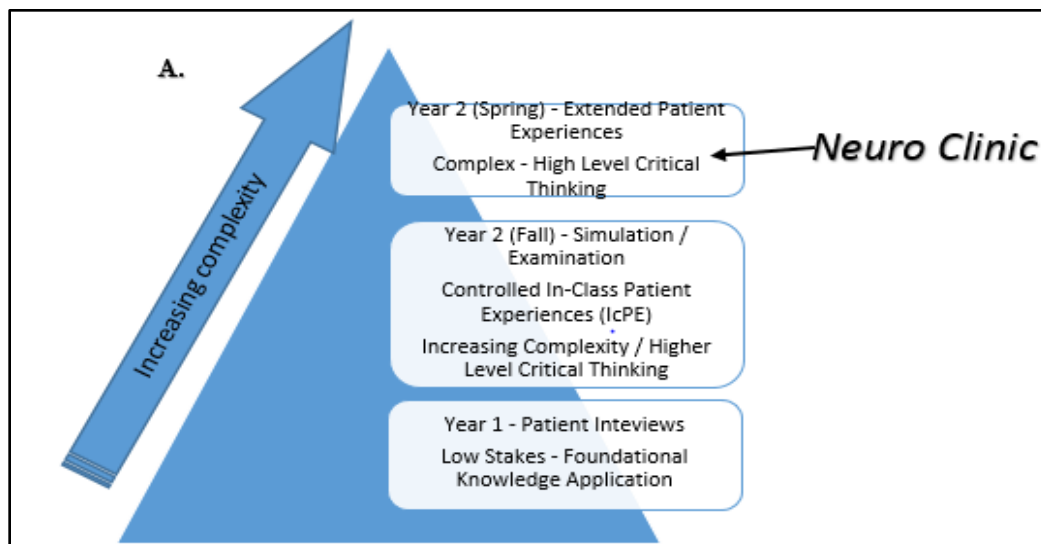 A.
Increasing complexity
Year 2 (Spring) - Extended Patient
Experiences
Complex - High Level Critical
Thinking
Neuro Clinic
Year 2 (Fall) - Simulation /
Examination
Controlled In-Class Patient
Experiences (IcPE)
Increasing Complexity / Higher
Level Critical Thinking
Year 1 - Patient Inteviews
Low Stakes - Foundational
Knowledge Application